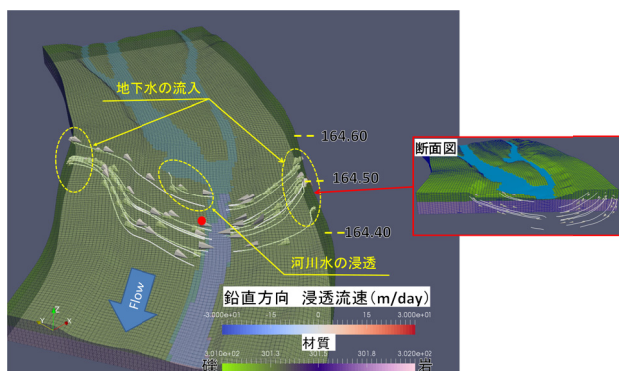 地下水の流入
164.60
断面図
164.50
164.40
河川水の浸透
Flow
鉛直方向 浸透流速(m/day)
-3.000e+01 -15 0 15 3.000e+01
材質
3.010e+02 301.3 301.5 301.8 3.020e+02
岩
Z
Y X